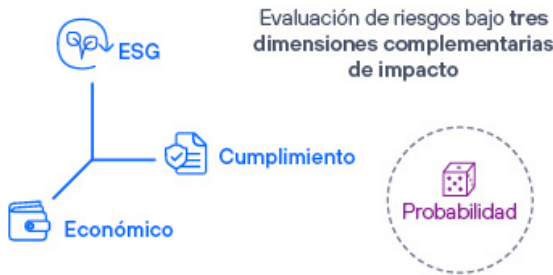 Evaluación de riesgos bajo tres
dimensiones complementarias
de impacto
ESG
Cumplimiento
Económico
Probabilidad